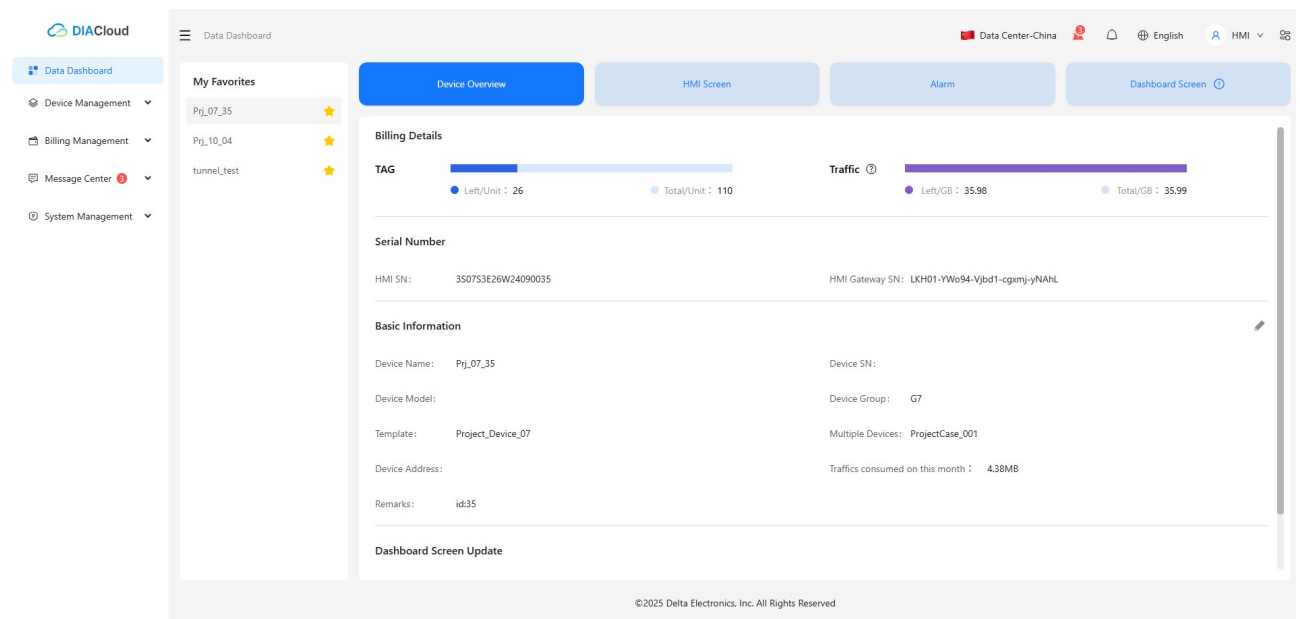 DIACloud
Data Dashboard
Data Center-China
3
English
HMI
Data Dashboard
Device Management
Billing Management
Message Center 3
System Management
My Favorites
Prj_07_35
Prj_10_04
tunnel_test
Device Overview
HMI Screen
Alarm
Dashboard Screen
Billing Details
TAG
Left/Unit: 26
Total/Unit: 110
Traffic
Left/GB: 35.98
Total/GB: 35.99
Serial Number
HMI SN: 3S07S3E26W24090035
HMI Gateway SN: LKH01-YWo94-Vjbd1-cgxmj-yNAhL
Basic Information
Device Name: Prj_07_35
Device SN:
Device Model:
Device Group: G7
Template: Project_Device_07
Multiple Devices: ProjectCase_001
Device Address:
Traffics consumed on this month: 4.38MB
Remarks: id:35
Dashboard Screen Update
©2025 Delta Electronics, Inc. All Rights Reserved